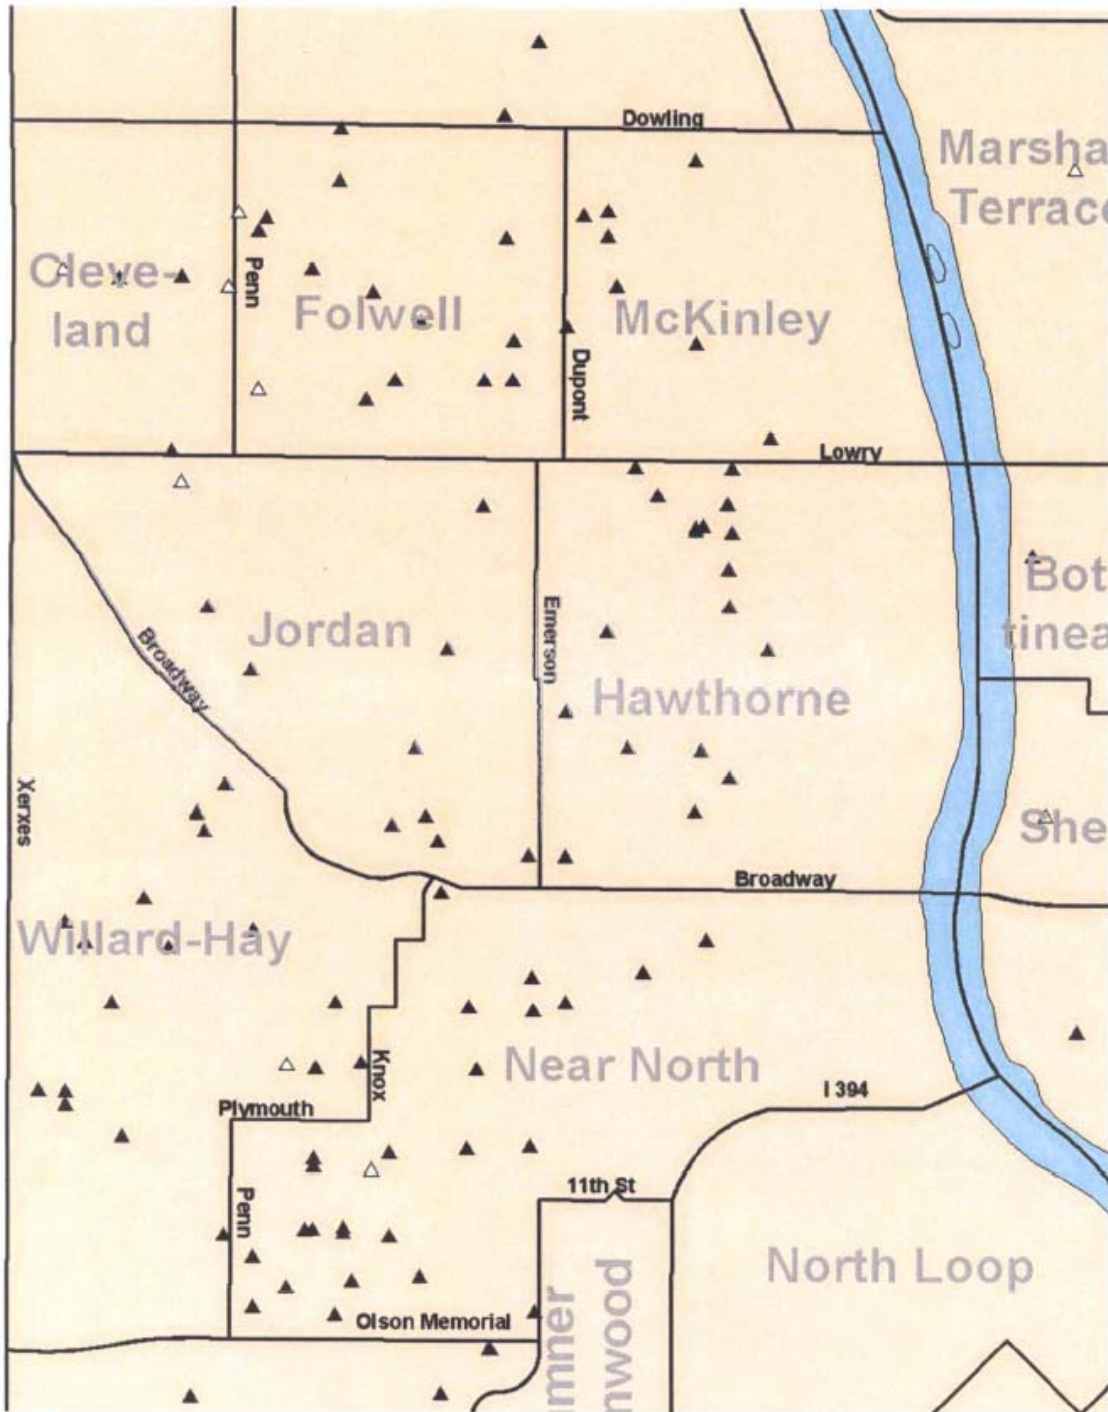 Dowling
Marsha
Terrace
Cleve-
land
Penn
Folwell
McKinley
Dupont
Lowry
Bot
tinea
Emerson
Jordan
Broadway
Hawthorne
Xerxes
She
Broadway
Willard-Hay
Knox
Near North
I 394
Plymouth
11th St
Penn
North Loop
mner
nwood
Olson Memorial